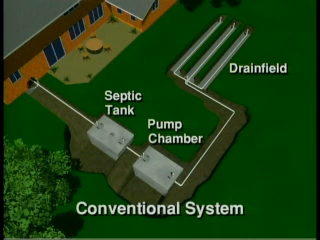 Drainfield
Septic
Tank
Pump
Chamber
Conventional System